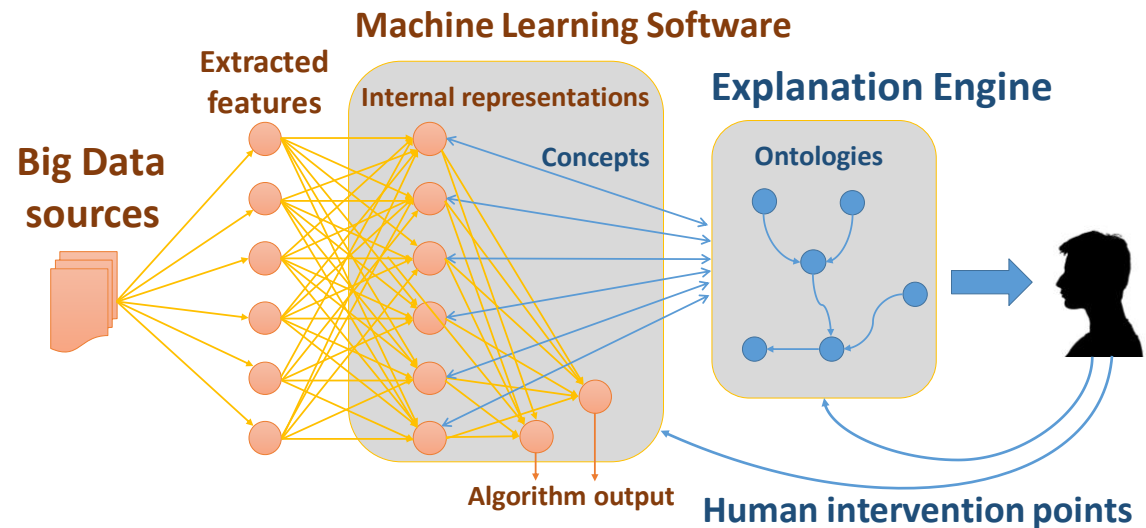 Machine Learning Software
Extracted
features
Internal representations
Explanation Engine
Big Data
sources
Concepts
Ontologies
Algorithm output
Human intervention points